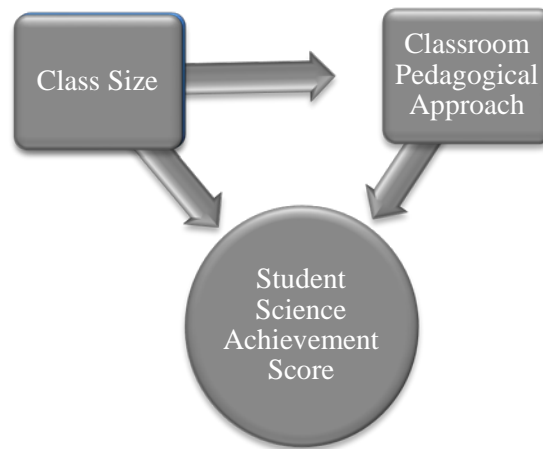 Class Size
Classroom
Pedagogical
Approach
Student
Science
Achievement
Score